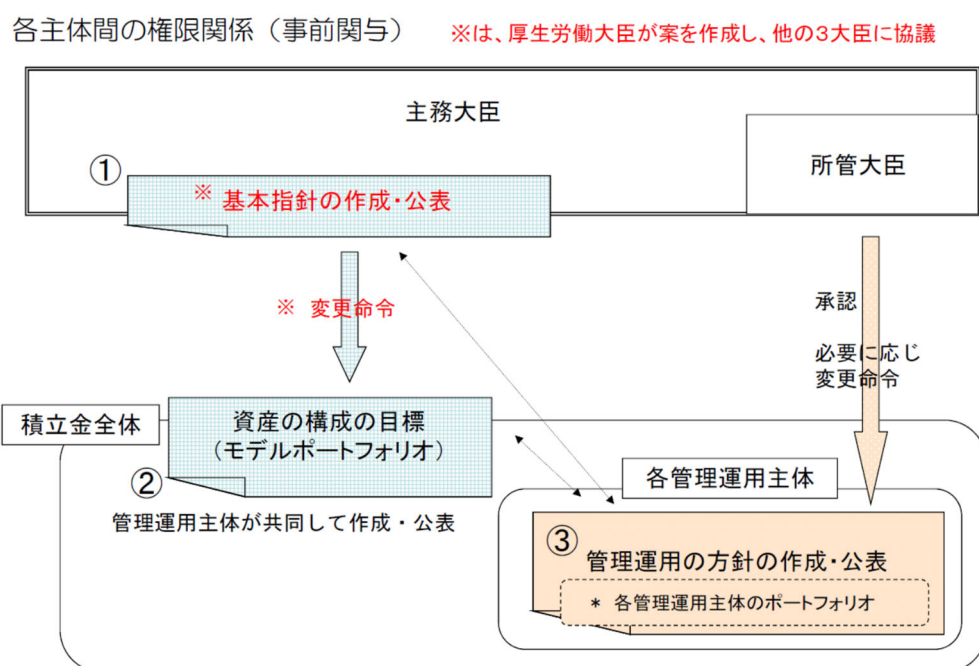 各主体間の権限関係（事前関与）
※は、厚生労働大臣が案を作成し、他の３大臣に協議
主務大臣
所管大臣
①
※ 基本指針の作成・公表
※ 変更命令
承認
必要に応じ
変更命令
積立金全体
資産の構成の目標
（モデルポートフォリオ）
②
管理運用主体が共同して作成・公表
各管理運用主体
③
管理運用の方針の作成・公表
* 各管理運用主体のポートフォリオ